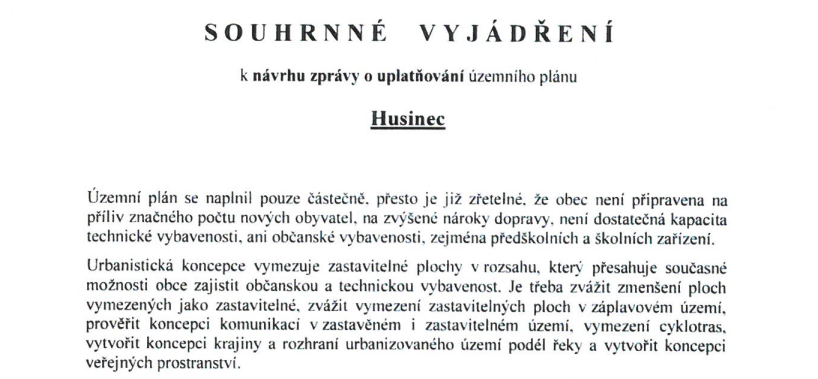 SOUHRNNÉ VYJÁDŘENÍ
k návrhu zprávy o uplatňování územního plánu
Husinec
Územní plán se naplnil pouze částečně, přesto je již zřetelné, že obec není připravena na
příliv značného počtu nových obyvatel, na zvýšené nároky dopravy, není dostatečná kapacita
technické vybavenosti, ani občanské vybavenosti, zejména předškolních a školních zařízení.
Urbanistická koncepce vymezuje zastavitelné plochy v rozsahu, který přesahuje současné
možnosti obce zajistit občanskou a technickou vybavenost. Je třeba zvážit zmenšení ploch
vymezených jako zastavitelné, zvážit vymezení zastavitelných ploch v záplavovém území,
prověřit koncepci komunikací v zastavěném i zastavitelném území, vymezení cyklotras,
vytvořit koncepci krajiny a rozhraní urbanizovaného území podél řeky a vytvořit koncepci
veřejných prostranství.